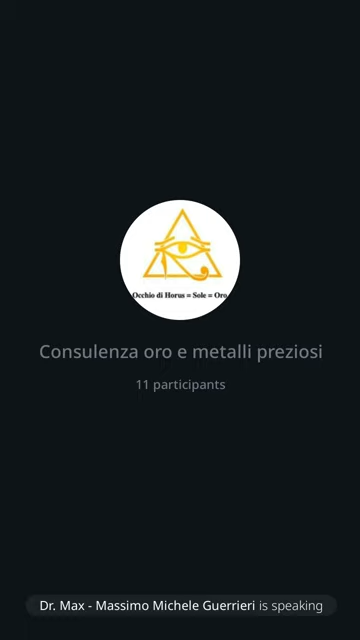 Occhio di Horus = Sole = Oro
Consulenza oro e metalli preziosi
11 participants
Dr. Max - Massimo Michele Guerrieri is speaking